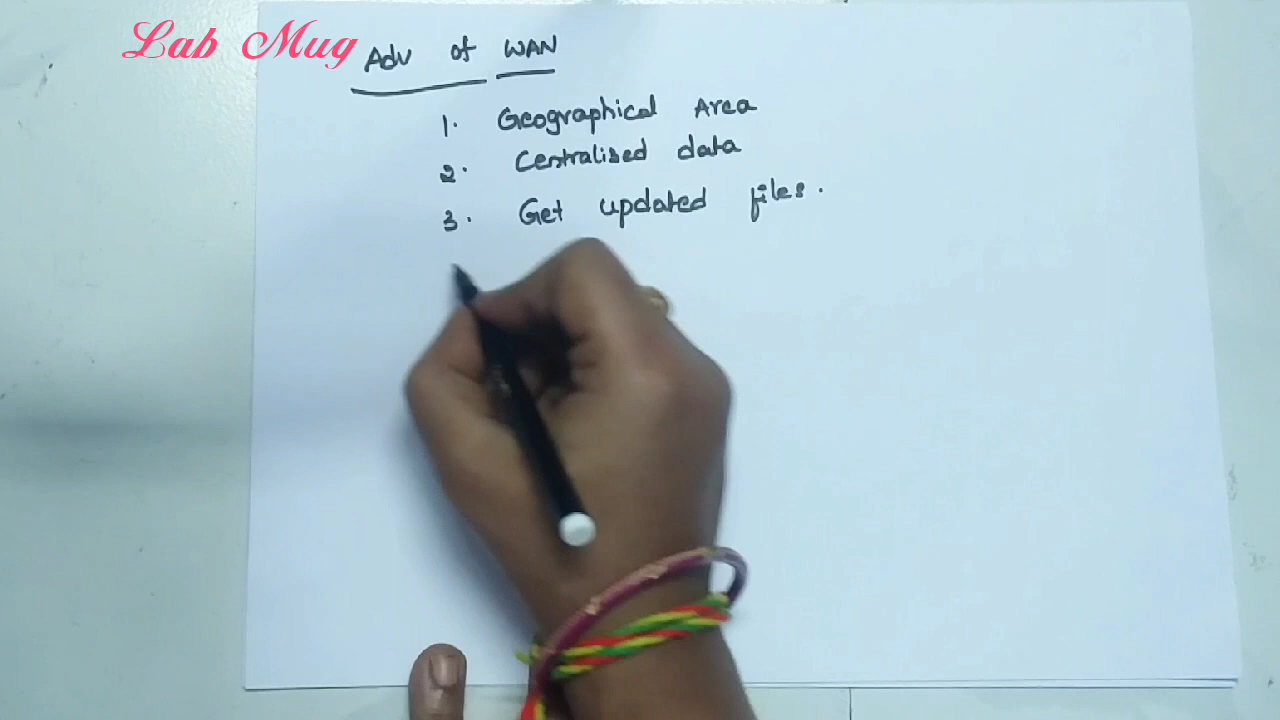 Lab Mug
Adv of WAN
1. Geographical Area
2. Centralised data
3. Get updated files.